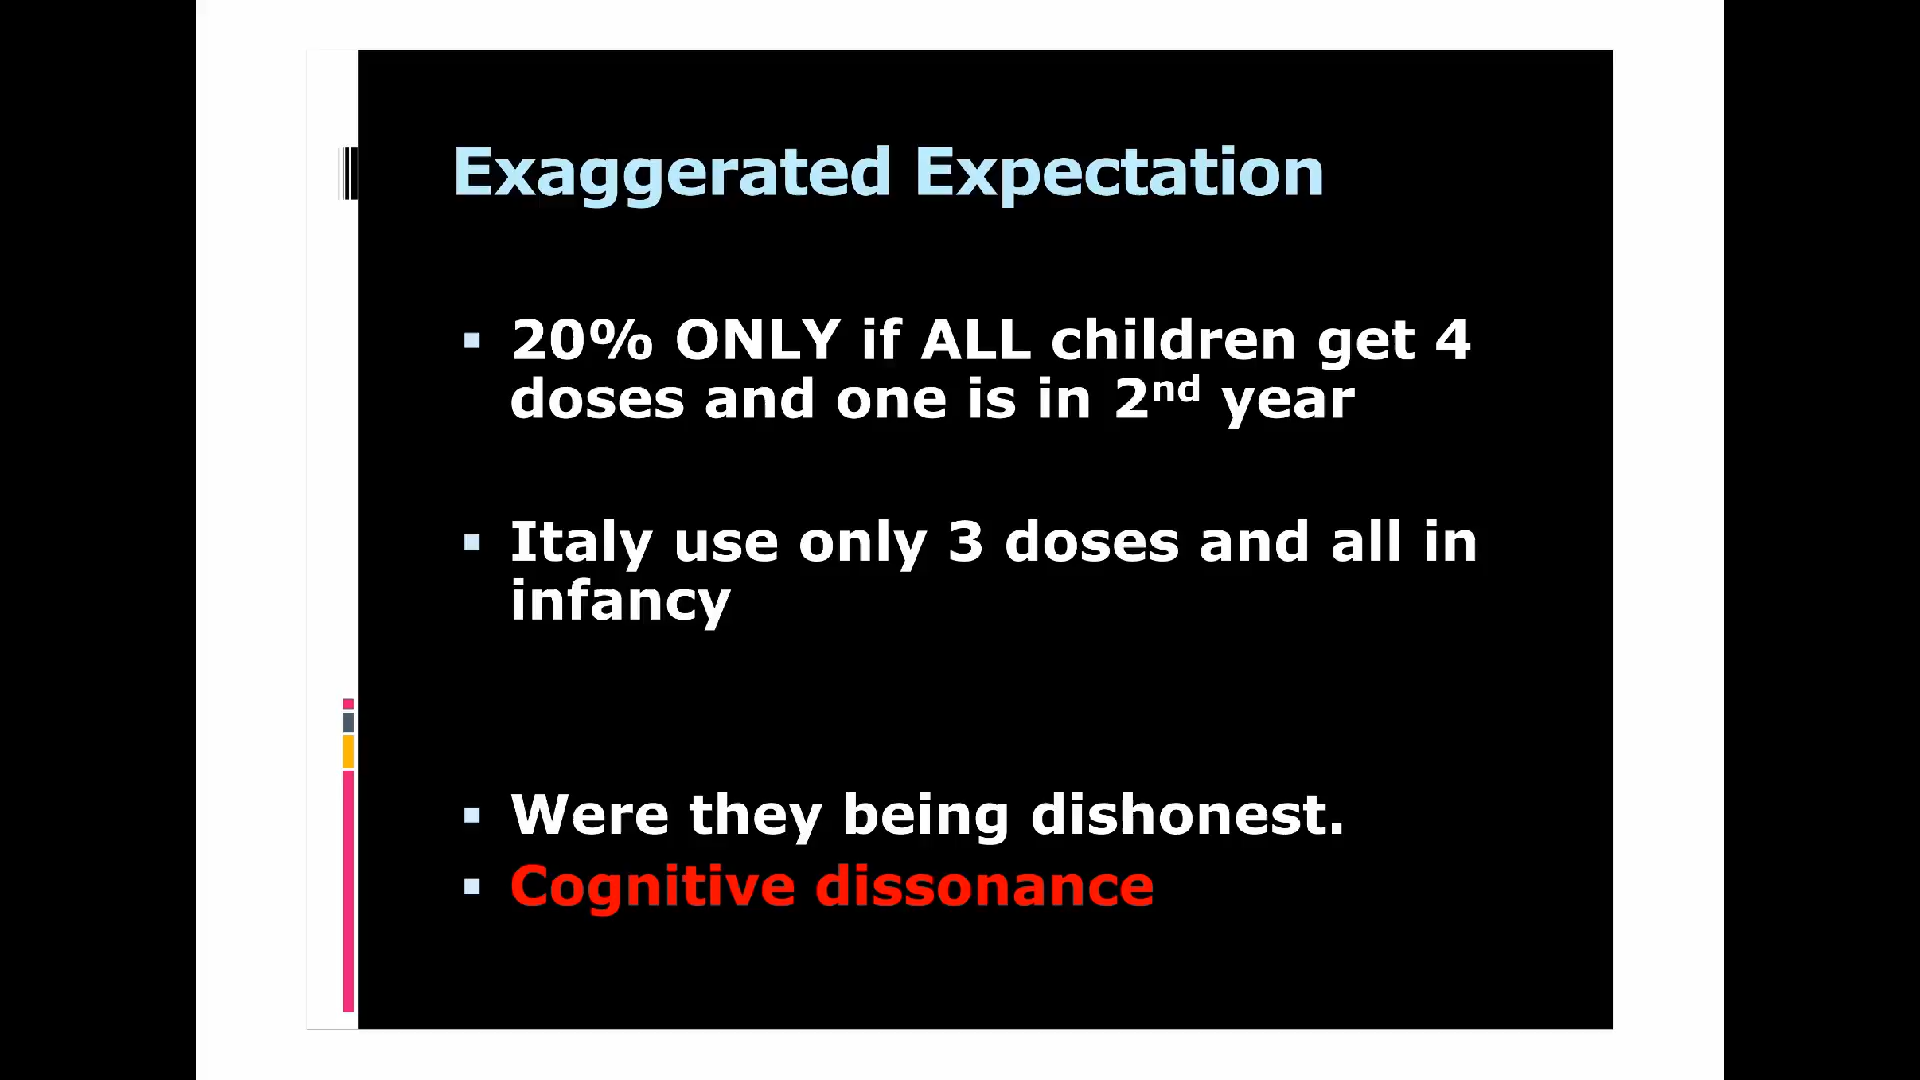 Exaggerated Expectation
▪ 20% ONLY if ALL children get 4
doses and one is in 2nd year
▪ Italy use only 3 doses and all in
infancy
▪ Were they being dishonest.
▪ Cognitive dissonance